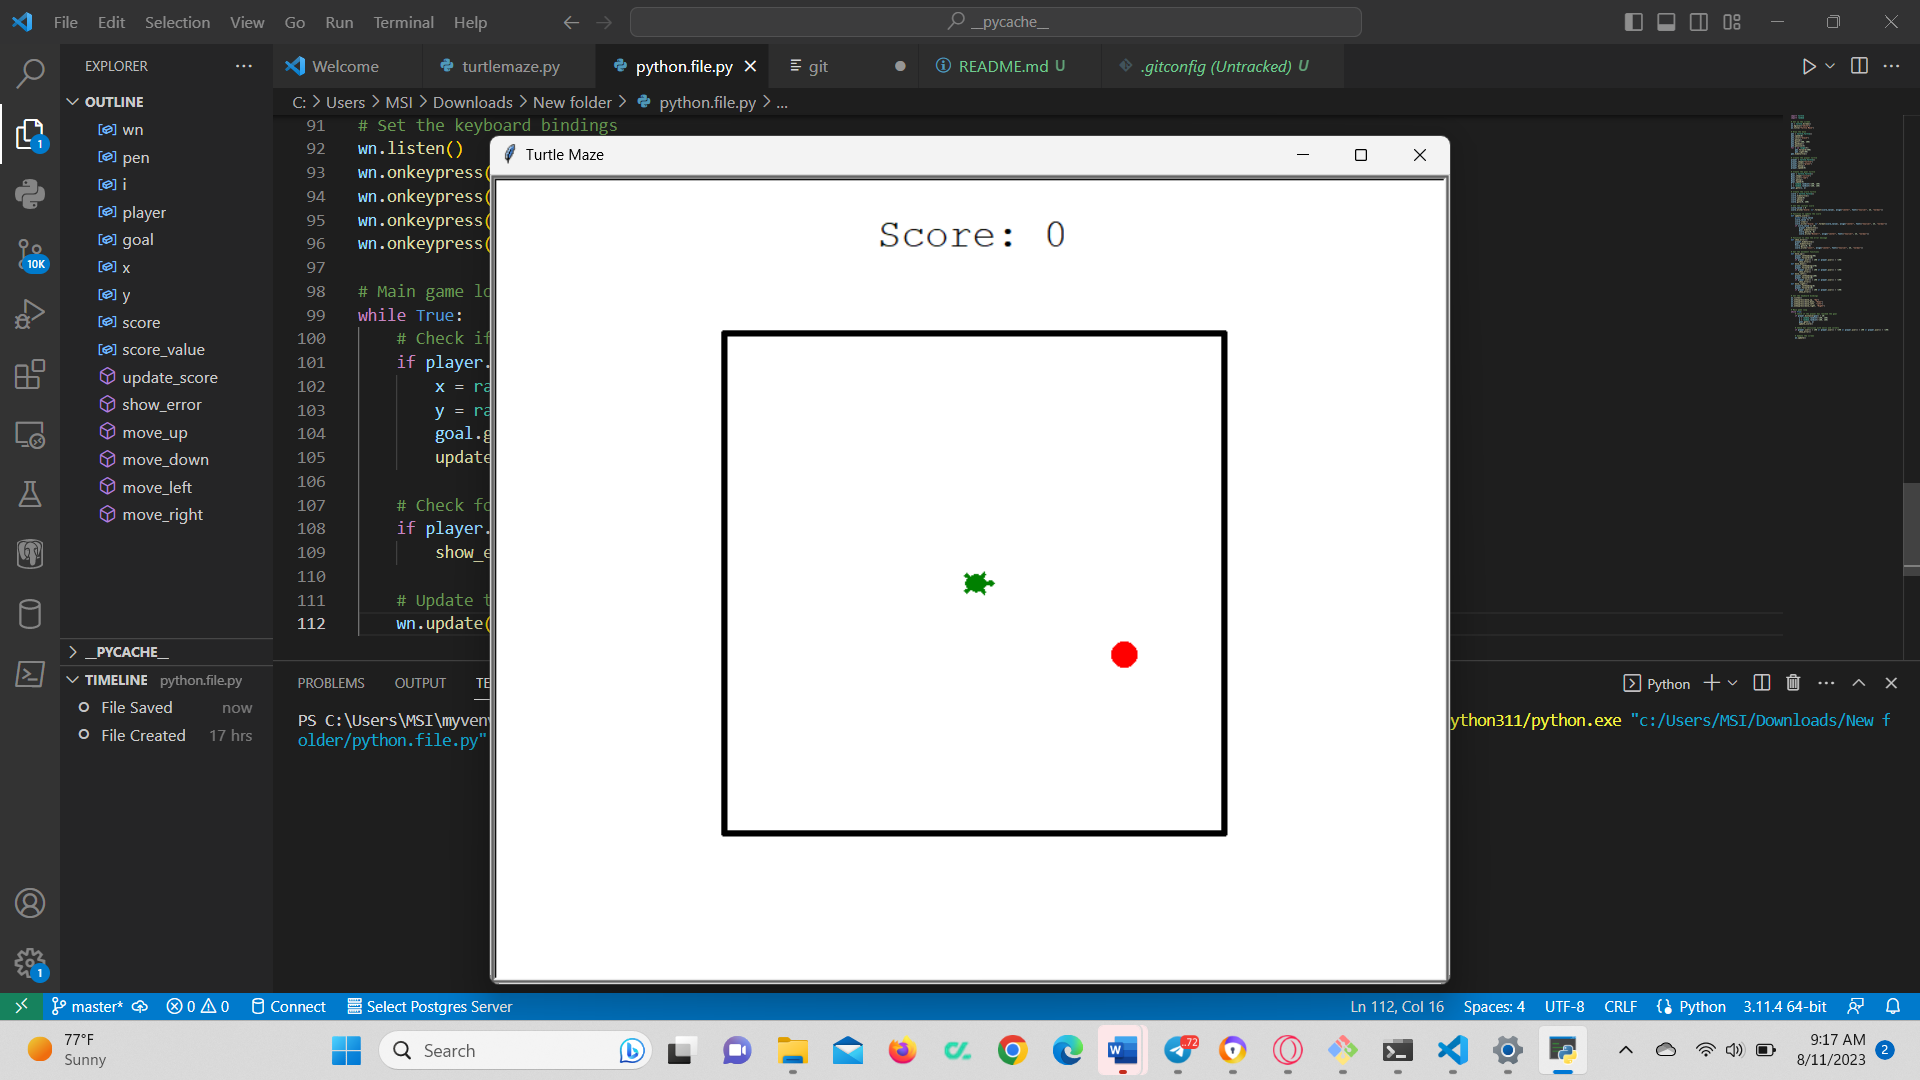 File Edit Selection View Go Run Terminal Help
__pycache__
EXPLORER
Welcome
turtlemaze.py
python.file.py
git
README.md U
.gitconfig (Untracked) U
C: > Users > MSI > Downloads > New folder > python.file.py > ...
OUTLINE
wn
pen
i
player
goal
x
y
score
score_value
update_score
show_error
move_up
move_down
move_left
move_right
__PYCACHE__
TIMELINE python.file.py
File Saved now
File Created 17 hrs
91 # Set the keyboard bindings
92 wn.listen()
93 wn.onkeypress(
94 wn.onkeypress(
95 wn.onkeypress(
96 wn.onkeypress(
97
98 # Main game lo
99 while True:
100 # Check if
101 if player.
102 x = ra
103 y = ra
104 goal.g
105 update
106
107 # Check fo
108 if player.
109 show_e
110
111 # Update t
112 wn.update(
Turtle Maze
Score: 0
PROBLEMS OUTPUT TE
Python
PS C:\Users\MSI\myven
ython311/python.exe "c:/Users/MSI/Downloads/New f
older/python.file.py"
1
10K
1
master* 0 0 Connect Select Postgres Server
Ln 112, Col 16 Spaces: 4 UTF-8 CRLF Python 3.11.4 64-bit
77°F
Sunny
Search
72
9:17 AM
8/11/2023
2